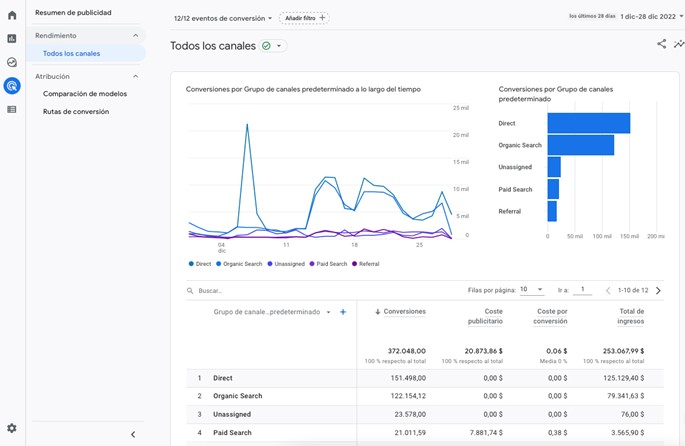 Resumen de publicidad
Rendimiento
Todos los canales
Atribución
Comparación de modelos
Rutas de conversión
12/12 eventos de conversión
Añadir filtro +
los últimos 28 días
1 dic-28 dic 2022
Todos los canales
Conversiones por Grupo de canales predeterminado a lo largo del tiempo
25 mil
20 mil
15 mil
10 mil
5 mil
0
04
dic
11
18
25
Direct
Organic Search
Unassigned
Paid Search
Referral
Conversiones por Grupo de canales
predeterminado
Direct
Organic Search
Unassigned
Paid Search
Referral
0
50 mil
100 mil
150 mil
200 mil
Buscar...
Filas por página: 10
Ir a: 1
1-10 de 12
Grupo de canale...predeterminado +
Conversiones
Coste
publicitario
Coste por
conversión
Total de
ingresos
372.048,00
20.873,86 $
0,06 $
253.067,99 $
100 % respecto al total
100 % respecto al total
Media 0 %
100 % respecto al total
1 Direct 151.498,00 0,00 $ 0,00 $ 125.129,40 $
2 Organic Search 122.154,12 0,00 $ 0,00 $ 79.341,63 $
3 Unassigned 23.578,00 0,00 $ 0,00 $ 76,00 $
4 Paid Search 21.011,59 7.881,74 $ 0,38 $ 3.565,90 $